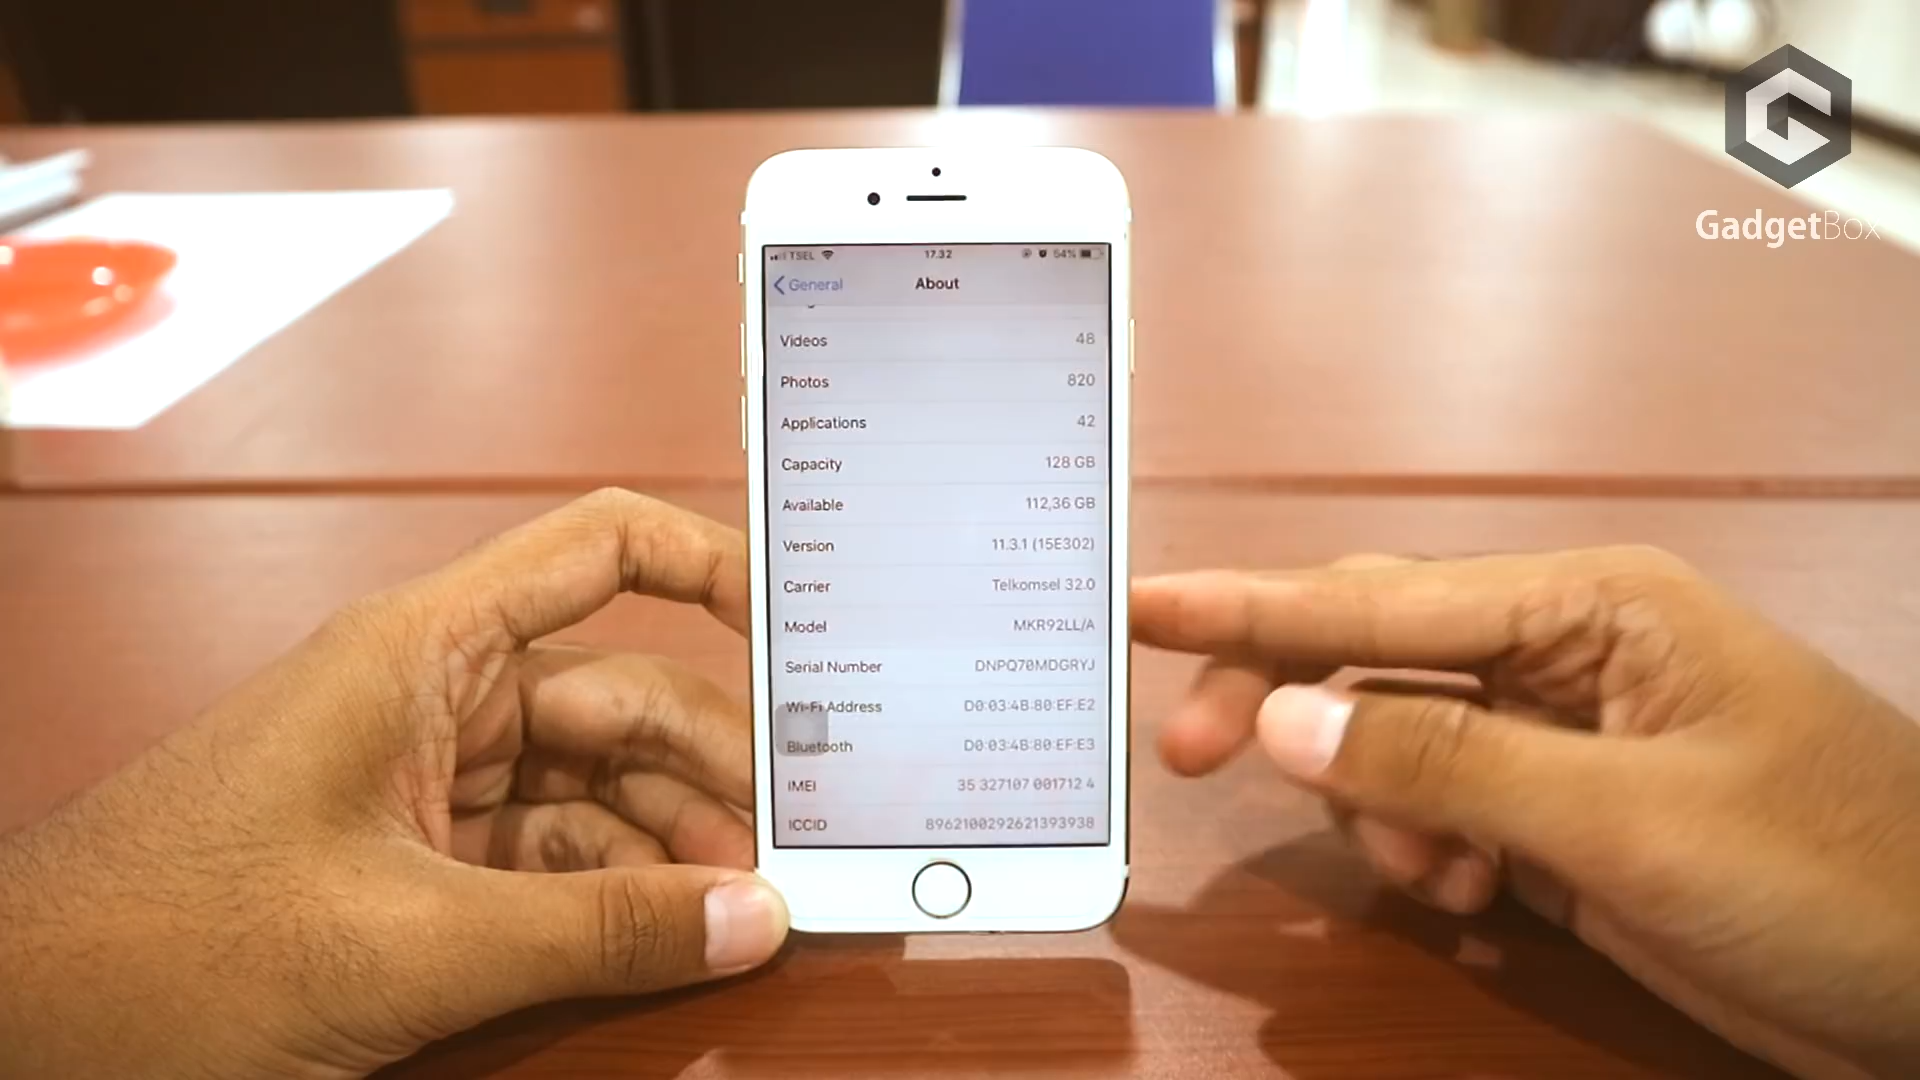 GadgetBox
TSEL 17.32 54%
General About
Videos 48
Photos 820
Applications 42
Capacity 128 GB
Available 112,36 GB
Version 11.3.1 (15E302)
Carrier Telkomsel 32.0
Model MKR92LL/A
Serial Number DNPQ70MDGRYJ
Wi-Fi Address D0:03:4B:80:EF:E2
Bluetooth D0:03:4B:80:EF:E3
IMEI 35 327107 001712 4
ICCID 8962100292621393938